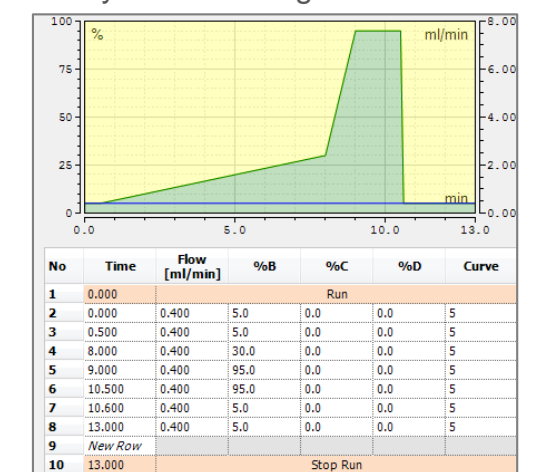 100 % ml/min 8.00
75 6.00
50 4.00
25 2.00
0 min 0.00
0.0 5.0 10.0 13.0
No Time Flow [ml/min] %B %C %D Curve
1 0.000 Run
2 0.000 0.400 5.0 0.0 0.0 5
3 0.500 0.400 5.0 0.0 0.0 5
4 8.000 0.400 30.0 0.0 0.0 5
5 9.000 0.400 95.0 0.0 0.0 5
6 10.500 0.400 95.0 0.0 0.0 5
7 10.600 0.400 5.0 0.0 0.0 5
8 13.000 0.400 5.0 0.0 0.0 5
9 New Row
10 13.000 Stop Run